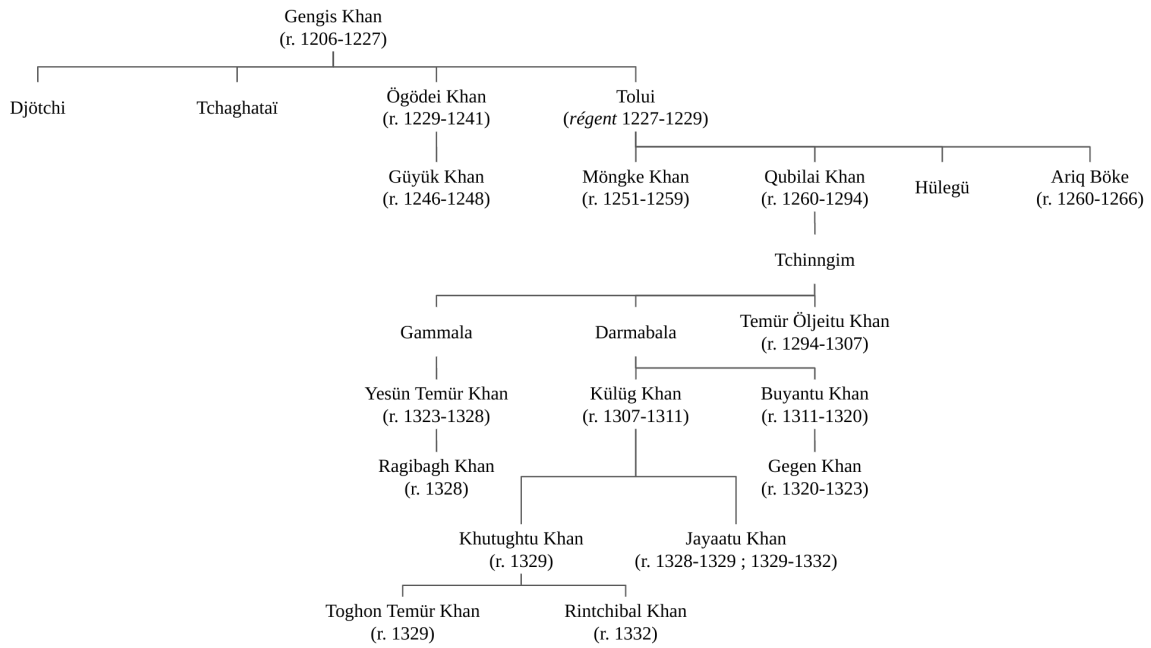 Gengis Khan
(r. 1206-1227)
Djötchi
Tchaghataï
Ögödei Khan
(r. 1229-1241)
Tolui
(régent 1227-1229)
Güyük Khan
(r. 1246-1248)
Möngke Khan
(r. 1251-1259)
Qubilai Khan
(r. 1260-1294)
Hülegü
Ariq Böke
(r. 1260-1266)
Tchinngim
Gammala
Darmabala
Temür Öljeitu Khan
(r. 1294-1307)
Yesün Temür Khan
(r. 1323-1328)
Külüg Khan
(r. 1307-1311)
Buyantu Khan
(r. 1311-1320)
Ragibagh Khan
(r. 1328)
Gegen Khan
(r. 1320-1323)
Khutughtu Khan
(r. 1329)
Jayaatu Khan
(r. 1328-1329 ; 1329-1332)
Toghon Temür Khan
(r. 1329)
Rintchibal Khan
(r. 1332)